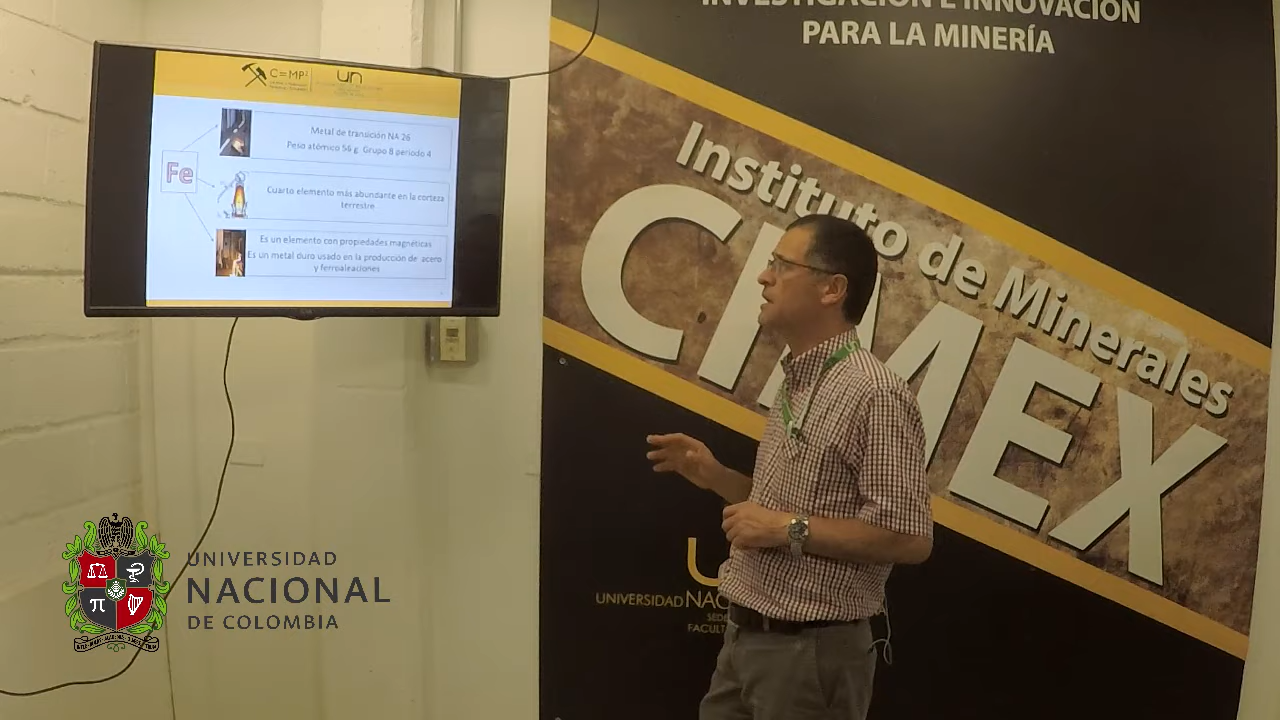 INVESTIGACIÓN E INNOVACIÓN
PARA LA MINERÍA
Instituto de Minerales
CIMEX
C=MP
UN
Fe
Metal de transición NA 26
Peso atómico 56 g. Grupo 8 periodo 4
Cuarto elemento más abundante en la corteza
terrestre
Es un elemento con propiedades magnéticas
Es un metal duro usado en la producción de acero
y ferroaleaciones
UNIVERSIDAD
NACIONAL
DE COLOMBIA
UNIVERSIDAD NAC
SEDE
FACULT